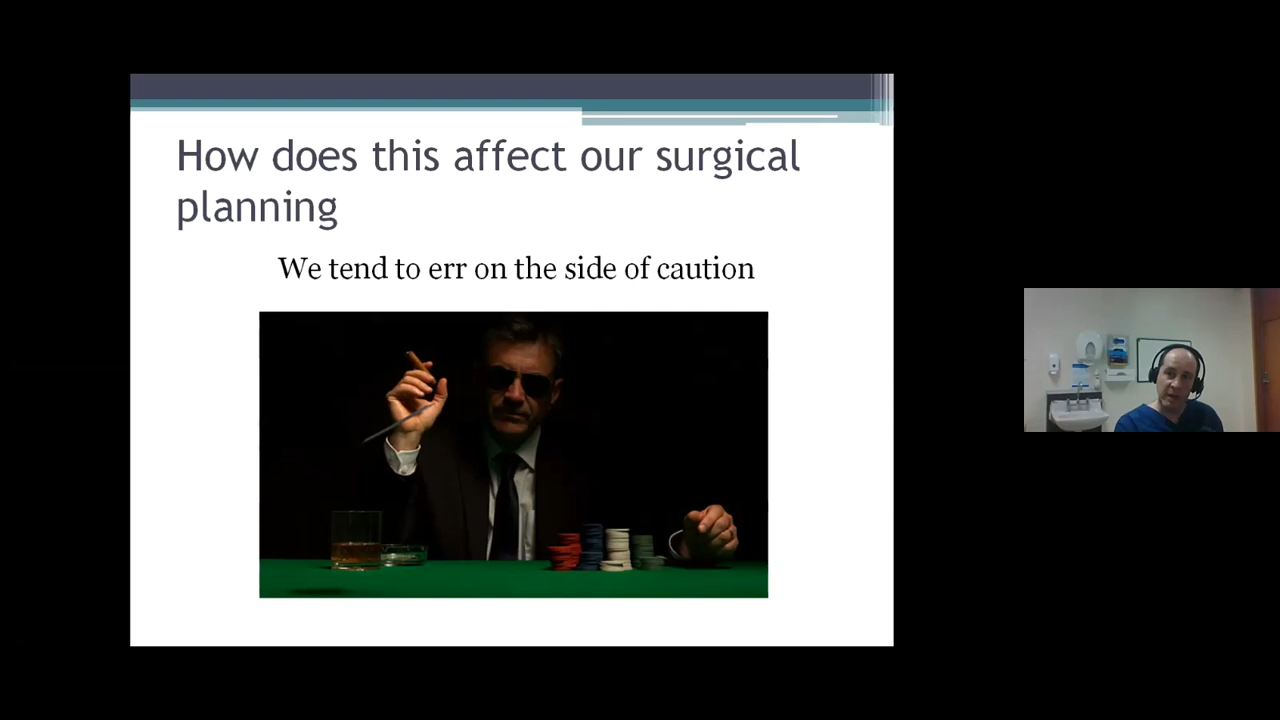 How does this affect our surgical
planning
We tend to err on the side of caution